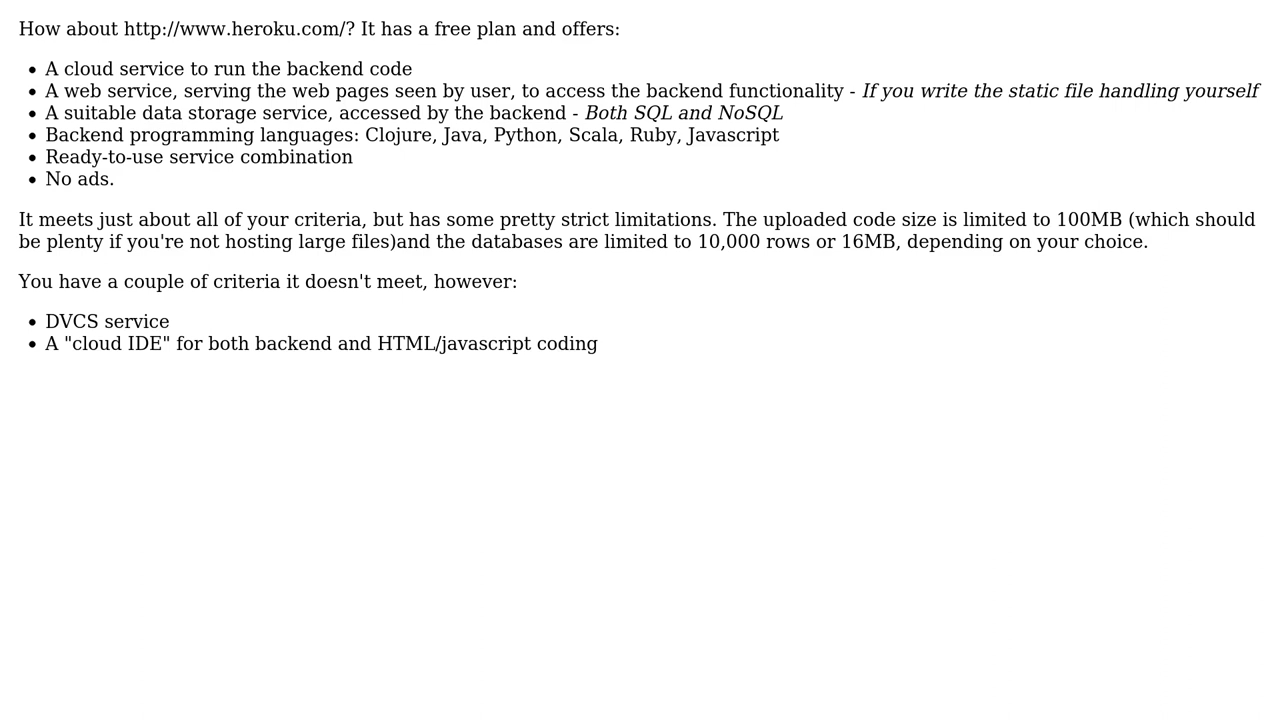 How about http://www.heroku.com/? It has a free plan and offers:
• A cloud service to run the backend code
• A web service, serving the web pages seen by user, to access the backend functionality - If you write the static file handling yourself
• A suitable data storage service, accessed by the backend - Both SQL and NoSQL
• Backend programming languages: Clojure, Java, Python, Scala, Ruby, Javascript
• Ready-to-use service combination
• No ads.
It meets just about all of your criteria, but has some pretty strict limitations. The uploaded code size is limited to 100MB (which should
be plenty if you're not hosting large files)and the databases are limited to 10,000 rows or 16MB, depending on your choice.
You have a couple of criteria it doesn't meet, however:
• DVCS service
• A "cloud IDE" for both backend and HTML/javascript coding